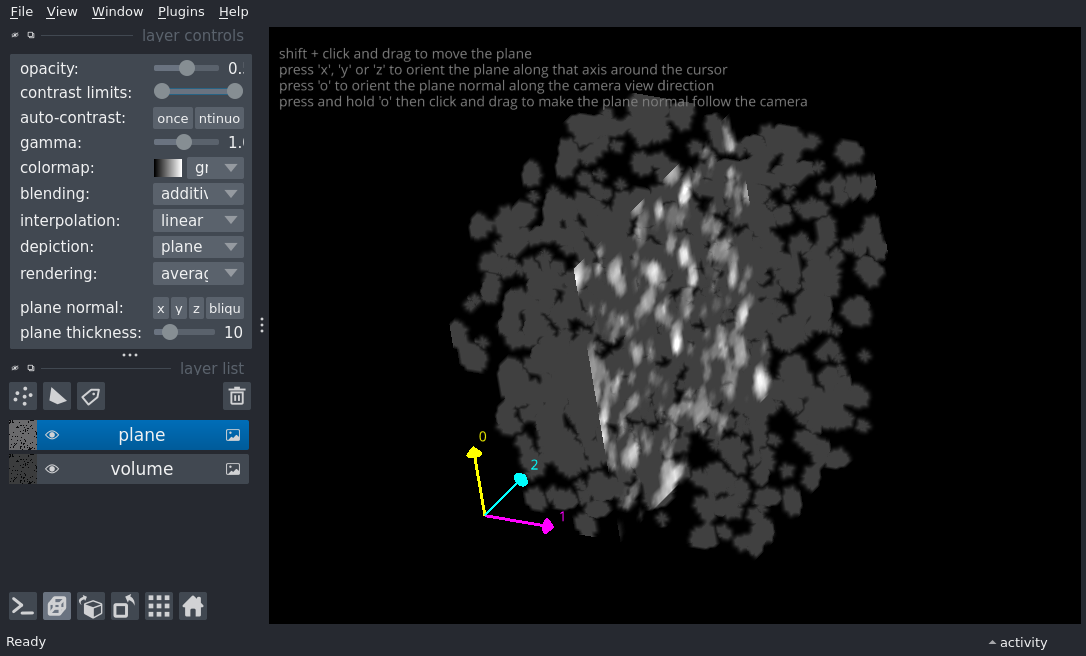 File View Window Plugins Help
layer controls
opacity: 0.
contrast limits:
auto-contrast: once ntinuo
gamma: 1.
colormap: gr
blending: additiv
interpolation: linear
depiction: plane
rendering: averag
plane normal: x y z bliqu
plane thickness: 10
layer list
plane
volume
shift + click and drag to move the plane
press 'x', 'y' or 'z' to orient the plane along that axis around the cursor
press 'o' to orient the plane normal along the camera view direction
press and hold 'o' then click and drag to make the plane normal follow the camera
0
2
1
Ready
activity